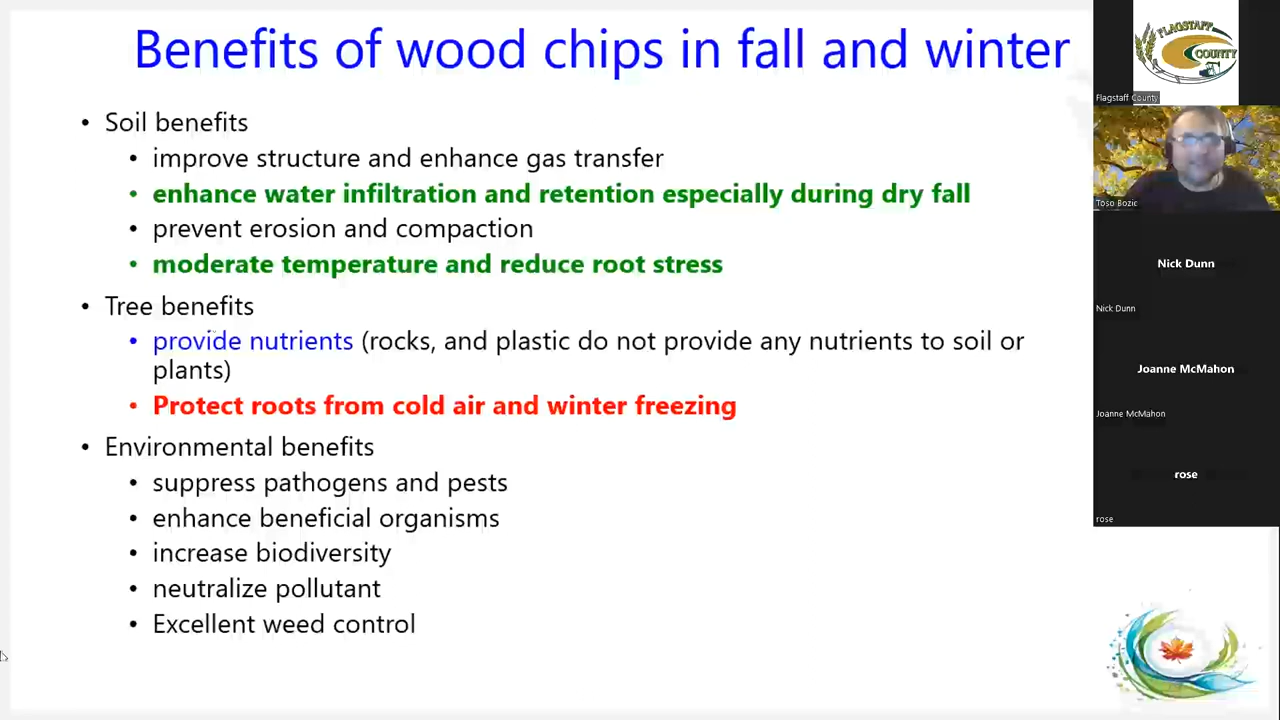 Benefits of wood chips in fall and winter
• Soil benefits
• improve structure and enhance gas transfer
• enhance water infiltration and retention especially during dry fall
• prevent erosion and compaction
• moderate temperature and reduce root stress
• Tree benefits
• provide nutrients (rocks, and plastic do not provide any nutrients to soil or
plants)
• Protect roots from cold air and winter freezing
• Environmental benefits
• suppress pathogens and pests
• enhance beneficial organisms
• increase biodiversity
• neutralize pollutant
• Excellent weed control
FLAGSTAFF
COUNTY
Flagstaff County
Toso Bozic
Nick Dunn
Nick Dunn
Joanne McMahon
Joanne McMahon
rose
rose